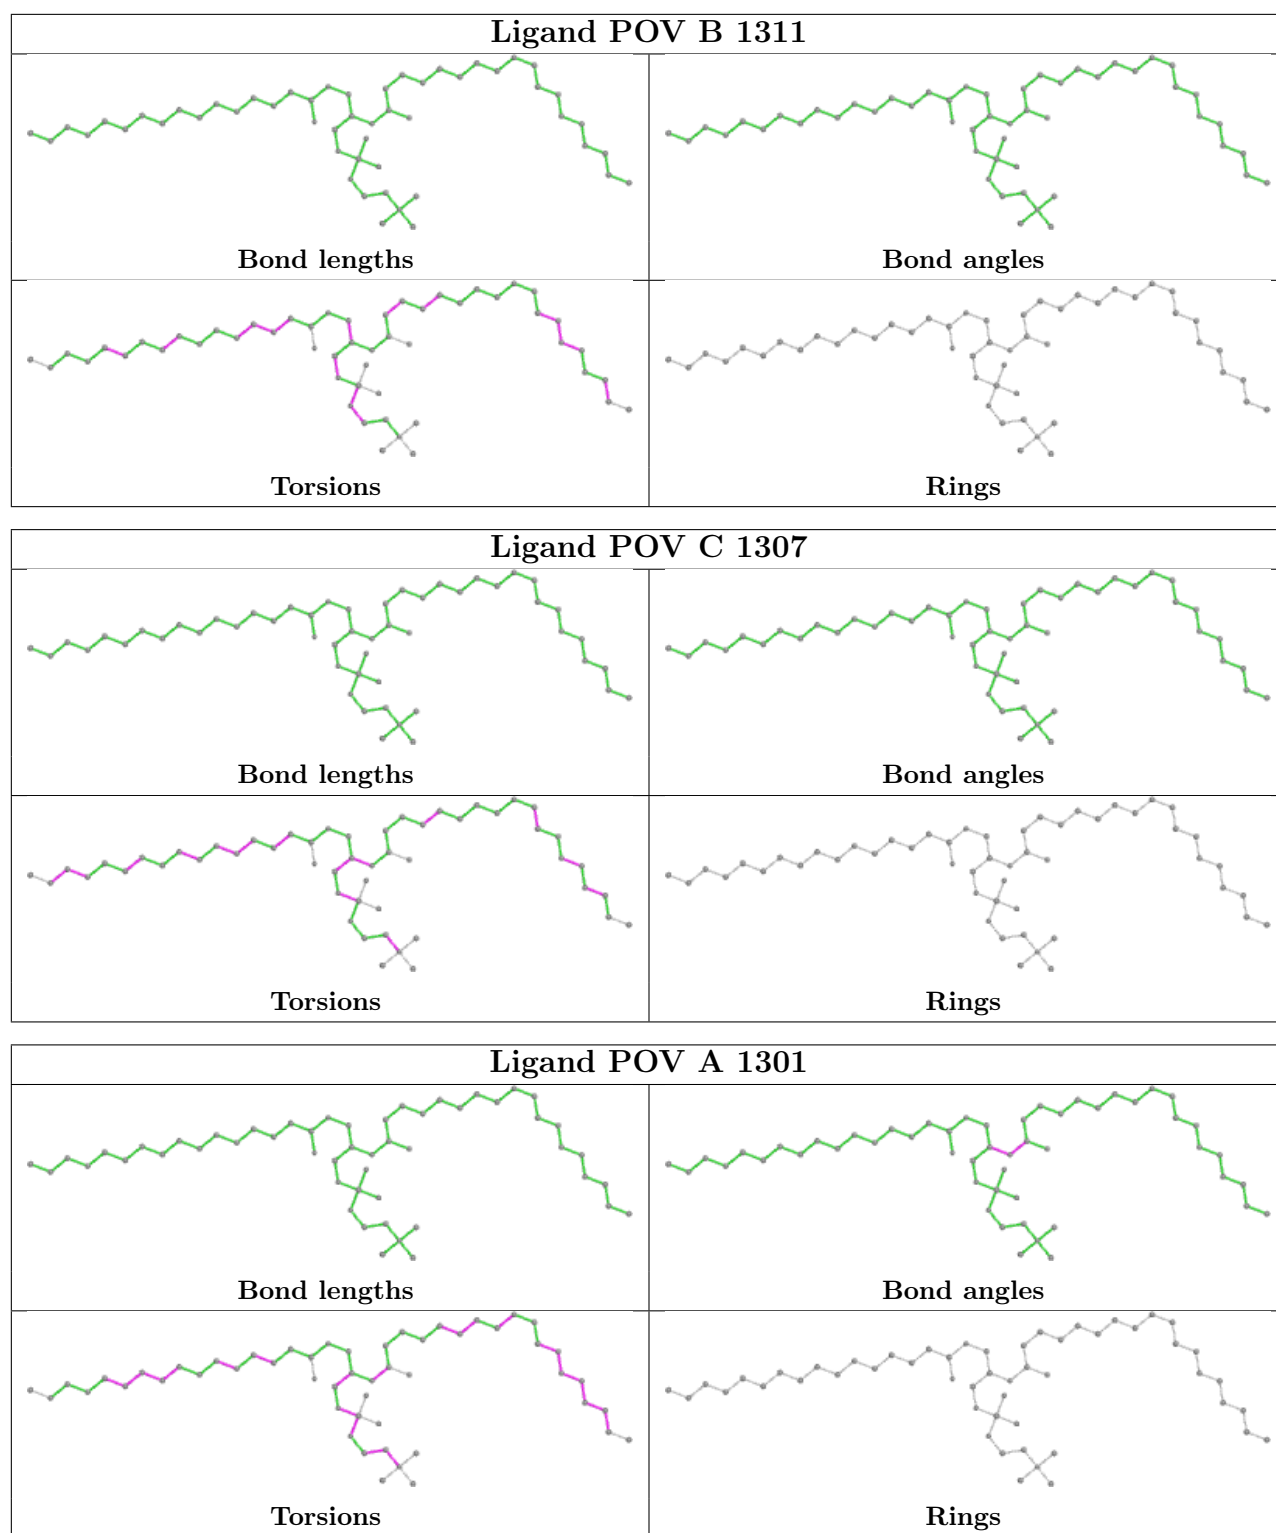 Ligand POV B 1311
Bond lengths
Bond angles
Torsions
Rings
Ligand POV C 1307
Bond lengths
Bond angles
Torsions
Rings
Ligand POV A 1301
Bond lengths
Bond angles
Torsions
Rings